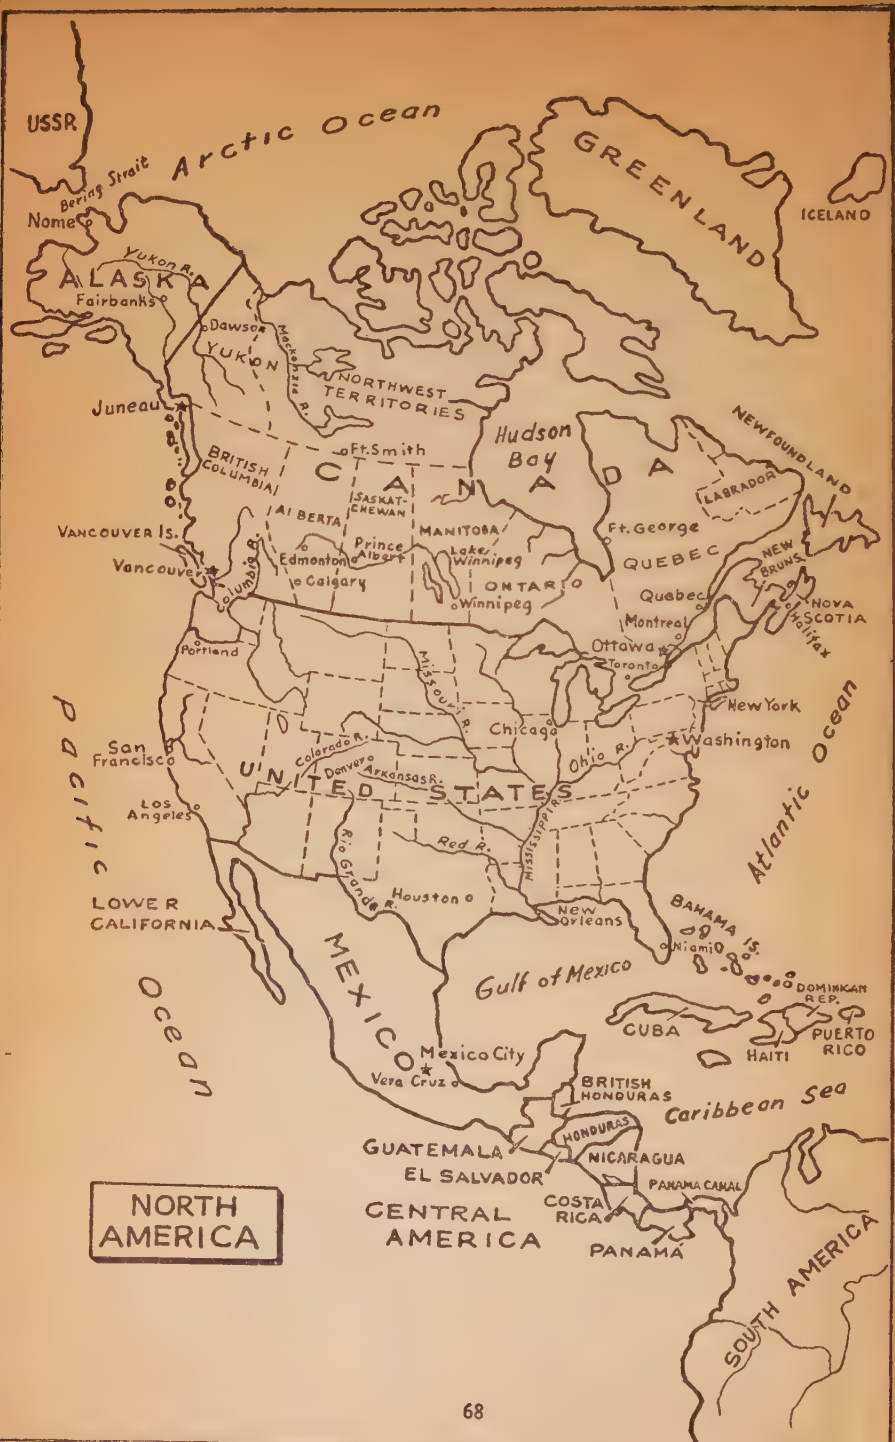 USSR
Arctic Ocean
Bering Strait
GREENLAND
ICELAND
Nome
Yukon R.
ALASKA
Fairbanks
Dawson
YUKON
Mackenzie R.
NORTHWEST
TERRITORIES
Juneau
Hudson
Bay
NEWFOUNDLAND
Ft. Smith
CANADA
BRITISH
COLUMBIA
LABRADOR
ALBERTA
SASKAT-
CHEWAN
MANITOBA
Ft. George
VANCOUVER IS.
Vancouver
Columbia R.
Edmonton
Prince
Albert
Lake
Winnipeg
Calgary
Winnipeg
ONTARIO
QUEBEC
NEW
BRUNS.
Quebec
NOVA
SCOTIA
Halifax
Montreal
Ottawa
Toronto
Portland
Missouri R.
New York
Chicago
Washington
Pacific
San
Francisco
Colorado R.
Denver
Arkansas R.
Ohio R.
UNITED STATES
Atlantic Ocean
Los
Angeles
MISSISSIPPI R.
Rio Grande R.
Red R.
LOWER
CALIFORNIA
Houston
New
Orleans
BAHAMA IS.
Miami
MEXICO
Gulf of Mexico
Ocean
DOMINICAN
REP.
CUBA
HAITI
PUERTO
RICO
Mexico City
Vera Cruz
BRITISH
HONDURAS
Caribbean Sea
HONDURAS
GUATEMALA
EL SALVADOR
NICARAGUA
PANAMA CANAL
COSTA
RICA
NORTH
AMERICA
CENTRAL
AMERICA
PANAMÁ
SOUTH AMERICA
68